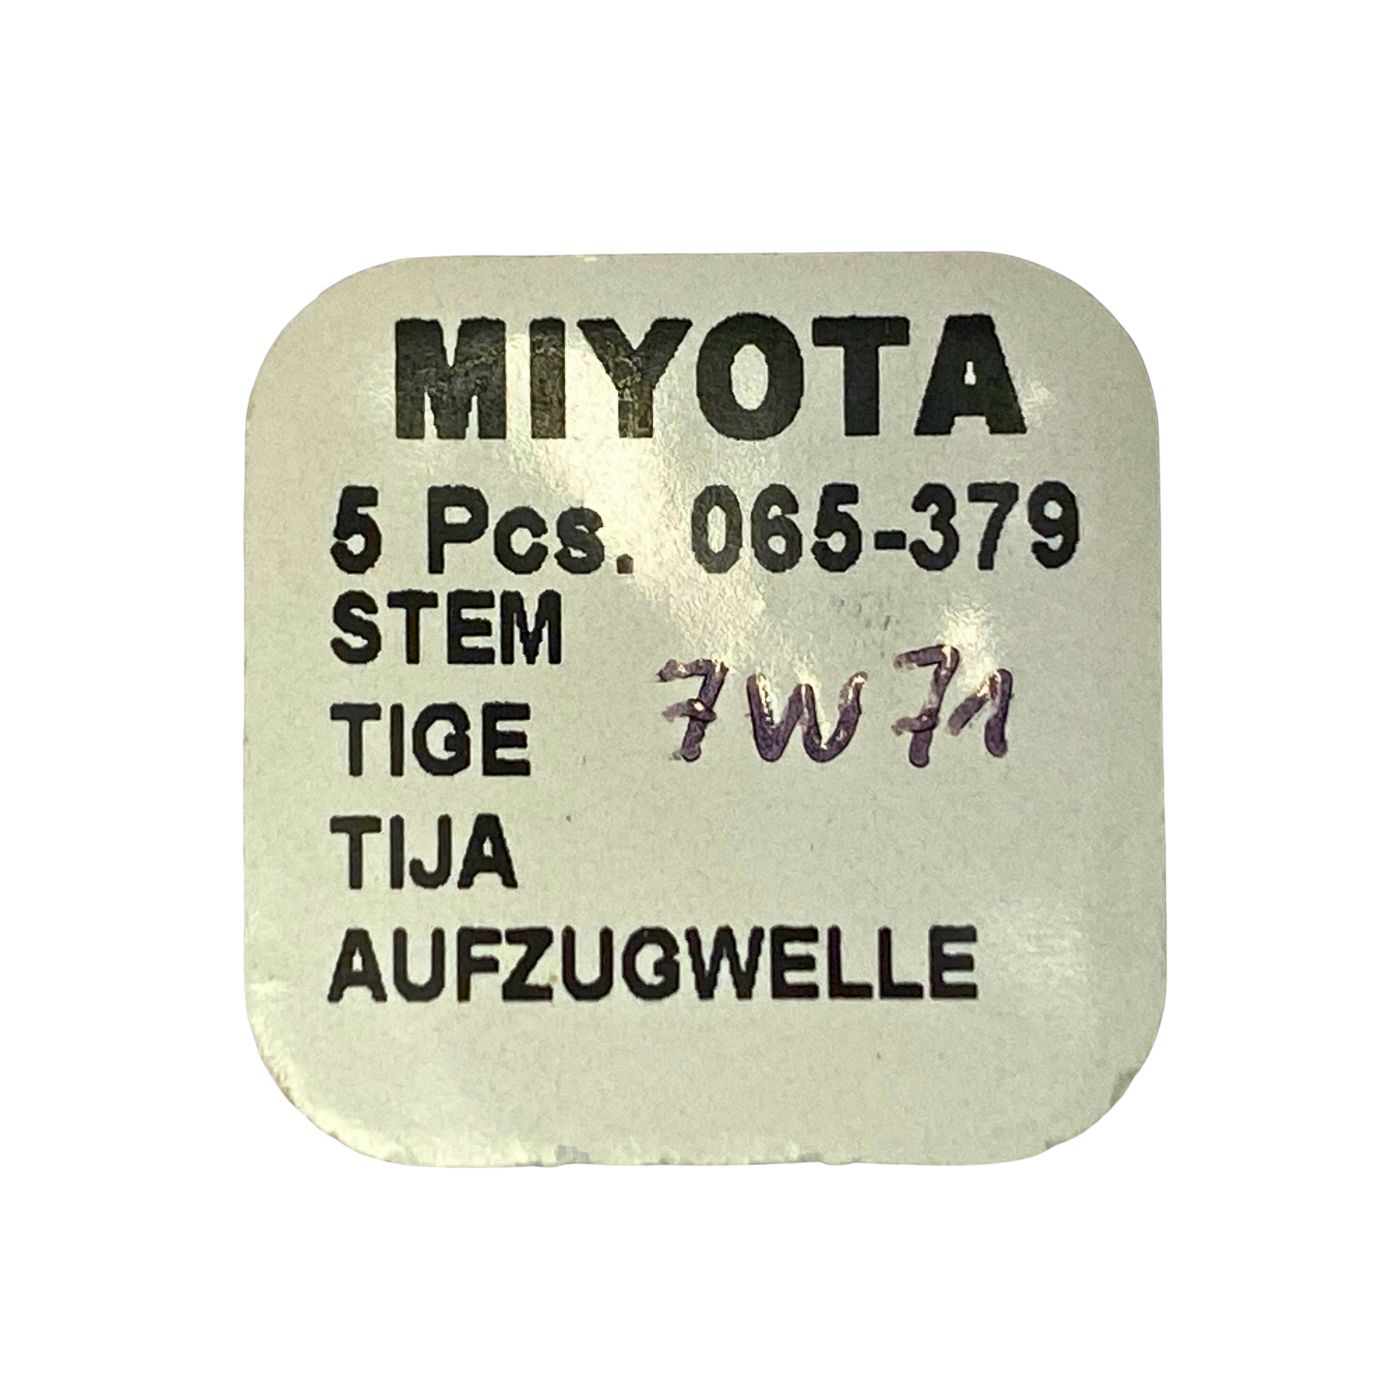 MIYOTA
5 Pcs. 065-379
STEM
7W71
TIGE
TIJA
AUFZUGWELLE